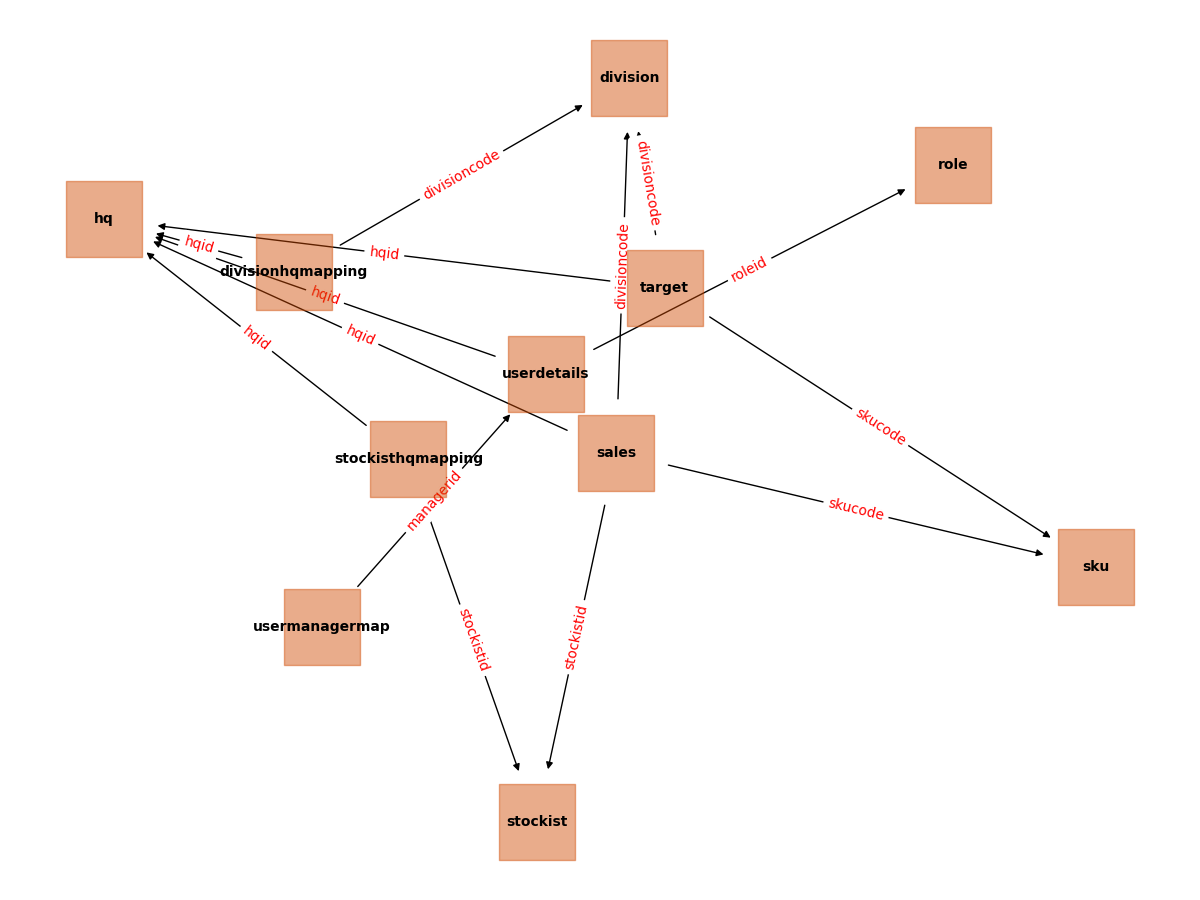 division
role
divisioncode
divisioncode
hq
hqid
hqid
divisioncode
roleid
divisionhqmapping
target
hqid
hqid
hqid
userdetails
skucode
stockisthqmapping
sales
managerid
skucode
sku
usermanagermap
stockistid
stockistid
stockist